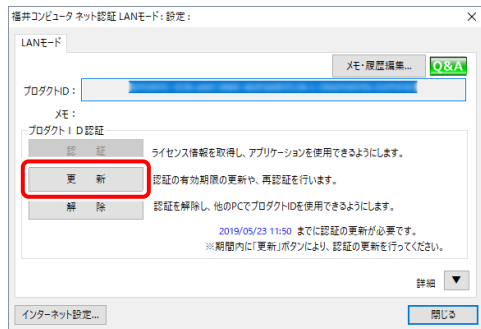 福井コンピュータ ネット認証 LANモード : 設定 :
LANモード
メモ・履歴編集...
Q&A
プロダクトID :
メモ :
プロダクトID認証
認 証
ライセンス情報を取得し、アプリケーションを使用できるようにします。
更 新
認証の有効期限の更新や、再認証を行います。
解 除
認証を解除し、他のPCでプロダクトIDを使用できるようにします。
2019/05/23 11:50 までに認証の更新が必要です。
※期間内に「更新」ボタンにより、認証の更新を行ってください。
詳細 ▼
インターネット設定...
閉じる